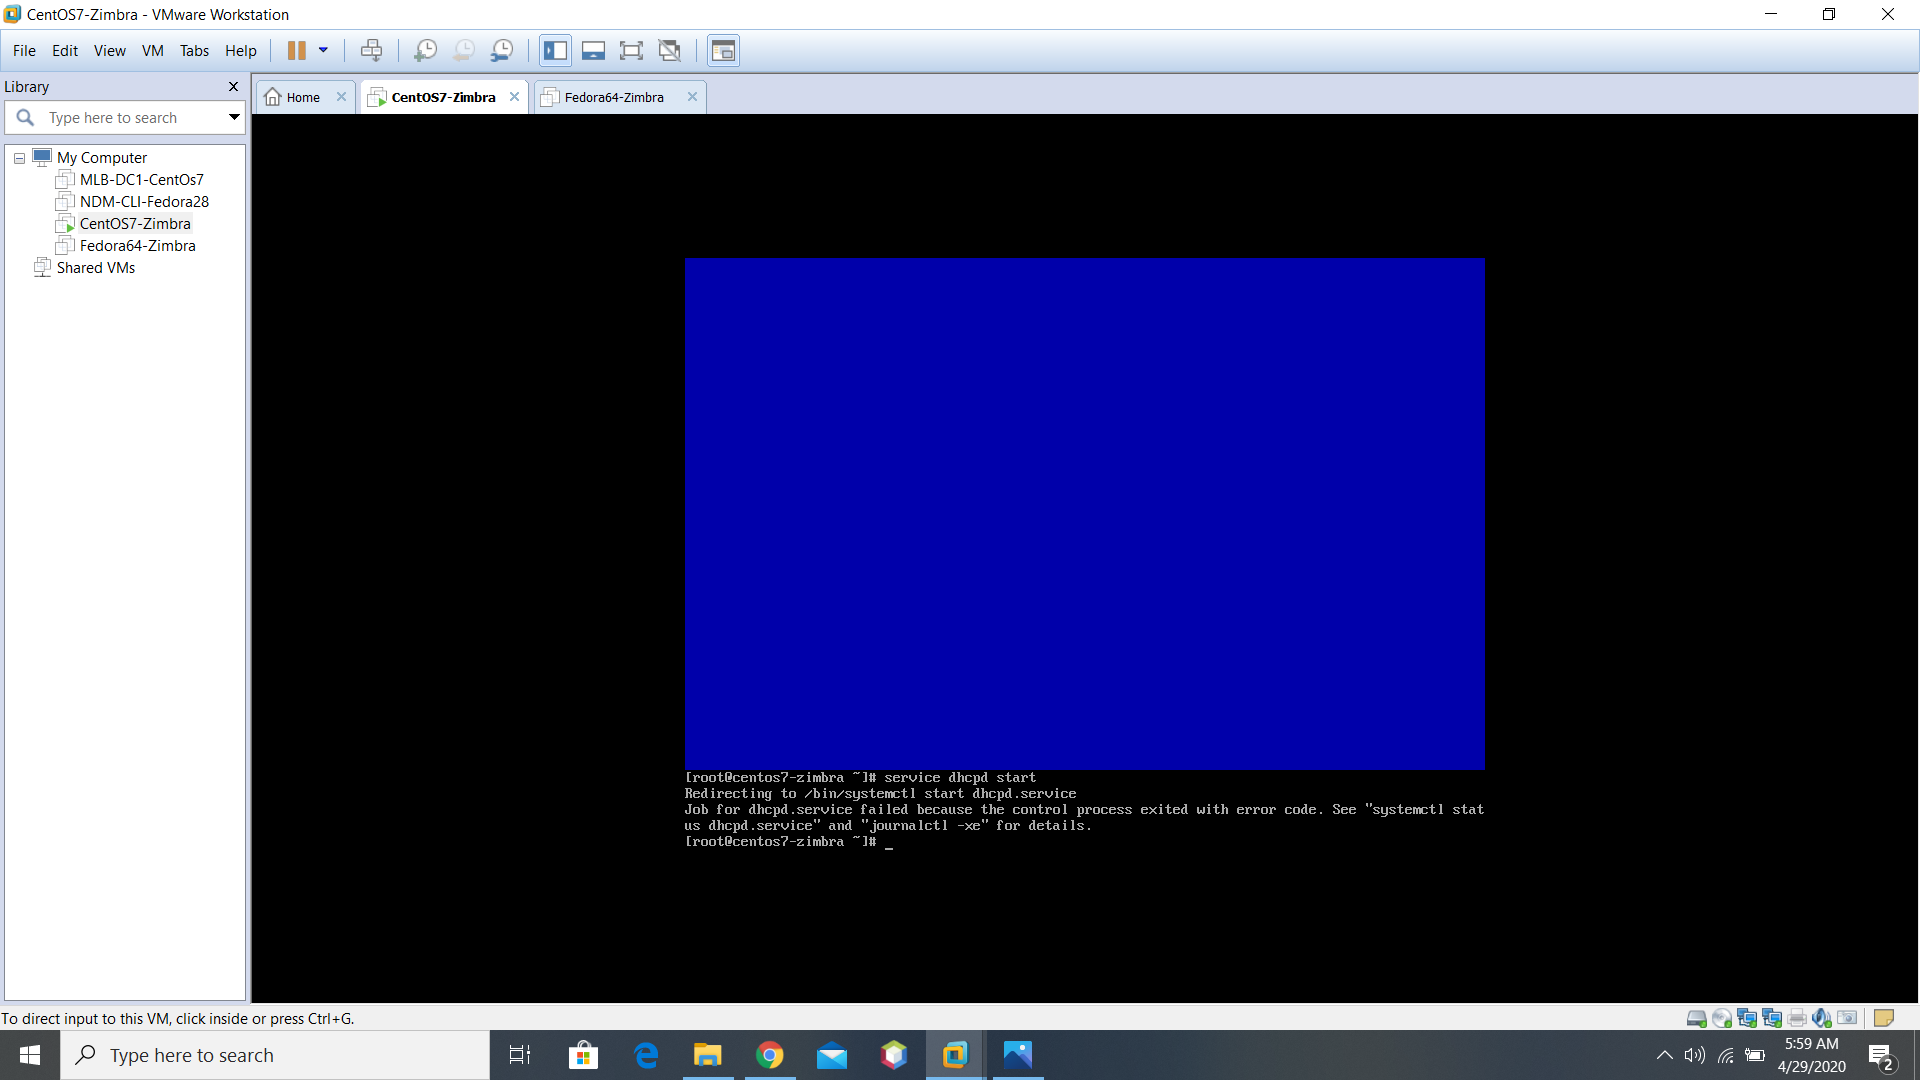 CentOS7-Zimbra - VMware Workstation
File Edit View VM Tabs Help
Library
Type here to search
Home
CentOS7-Zimbra
Fedora64-Zimbra
My Computer
MLB-DC1-CentOs7
NDM-CLI-Fedora28
CentOS7-Zimbra
Fedora64-Zimbra
Shared VMs
[root@centos7-zimbra ~]# service dhcpd start
Redirecting to /bin/systemctl start dhcpd.service
Job for dhcpd.service failed because the control process exited with error code. See "systemctl stat
us dhcpd.service" and "journalctl -xe" for details.
[root@centos7-zimbra ~]# _
To direct input to this VM, click inside or press Ctrl+G.
Type here to search
5:59 AM
4/29/2020
2